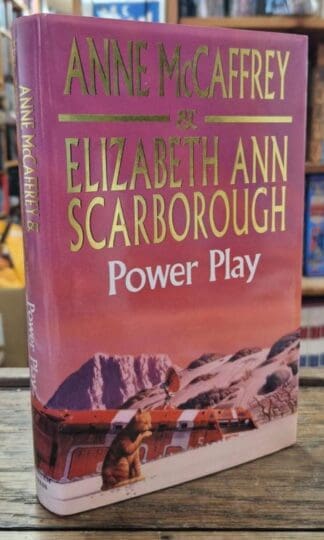 ANNE McCAFFREY
&
ELIZABETH ANN
SCARBOROUGH
Power Play
ANNE McCAFFREY &
Power Play